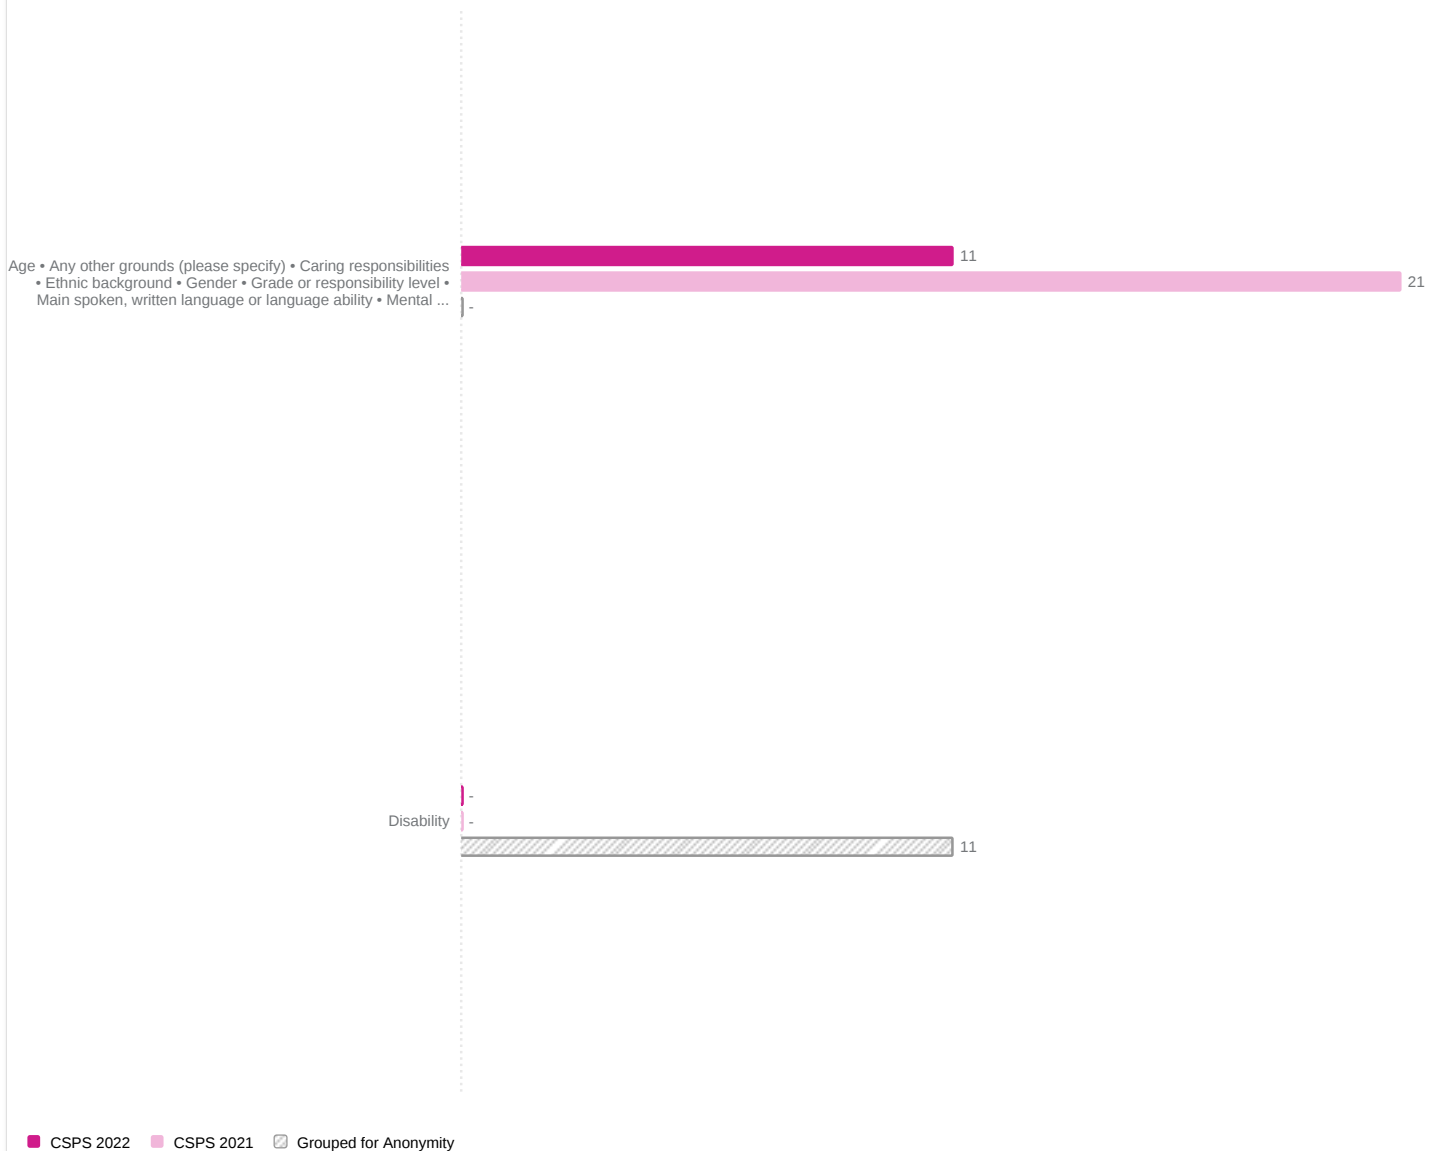 Age • Any other grounds (please specify) • Caring responsibilities
• Ethnic background • Gender • Grade or responsibility level •
Main spoken, written language or language ability • Mental ...
11
21
-
Disability
-
-
11
CSPS 2022
CSPS 2021
Grouped for Anonymity